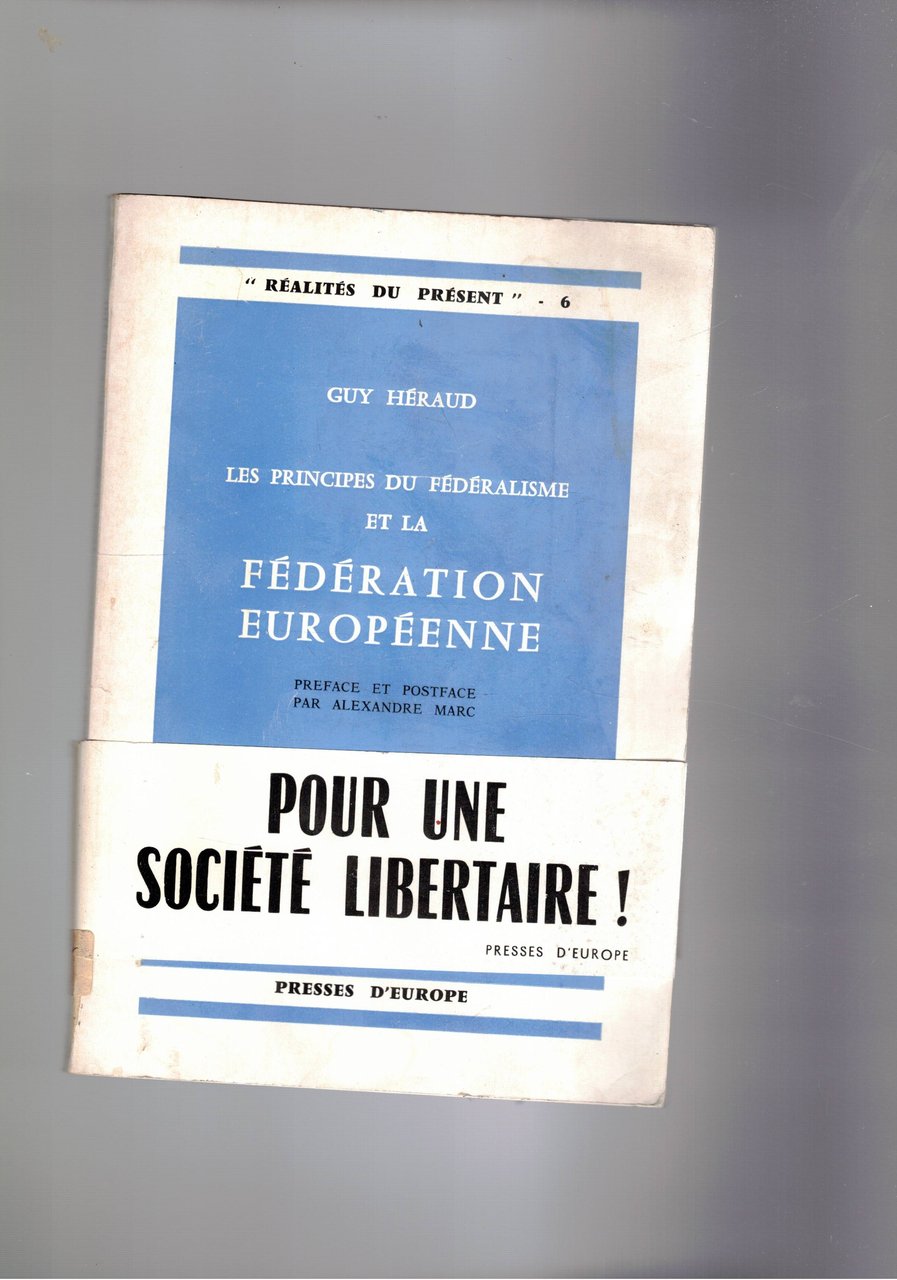 “ RÉALITÉS DU PRÉSENT ” - 6
GUY HÉRAUD
LES PRINCIPES DU FÉDÉRALISME
ET LA
FÉDÉRATION
EUROPÉENNE
PREFACE ET POSTFACE
PAR ALEXANDRE MARC
POUR UNE
SOCIÉTÉ LIBERTAIRE !
PRESSES D'EUROPE
PRESSES D'EUROPE